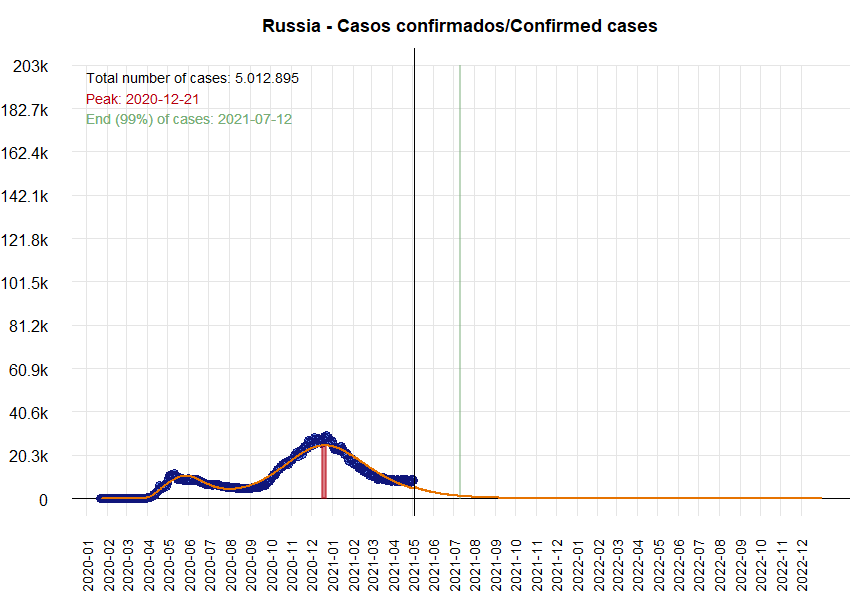 Russia - Casos confirmados/Confirmed cases
203k
182.7k
162.4k
142.1k
121.8k
101.5k
81.2k
60.9k
40.6k
20.3k
0
Total number of cases: 5.012.895
Peak: 2020-12-21
End (99%) of cases: 2021-07-12
2020-01
2020-02
2020-03
2020-04
2020-05
2020-06
2020-07
2020-08
2020-09
2020-10
2020-11
2020-12
2021-01
2021-02
2021-03
2021-04
2021-05
2021-06
2021-07
2021-08
2021-09
2021-10
2021-11
2021-12
2022-01
2022-02
2022-03
2022-04
2022-05
2022-06
2022-07
2022-08
2022-09
2022-10
2022-11
2022-12